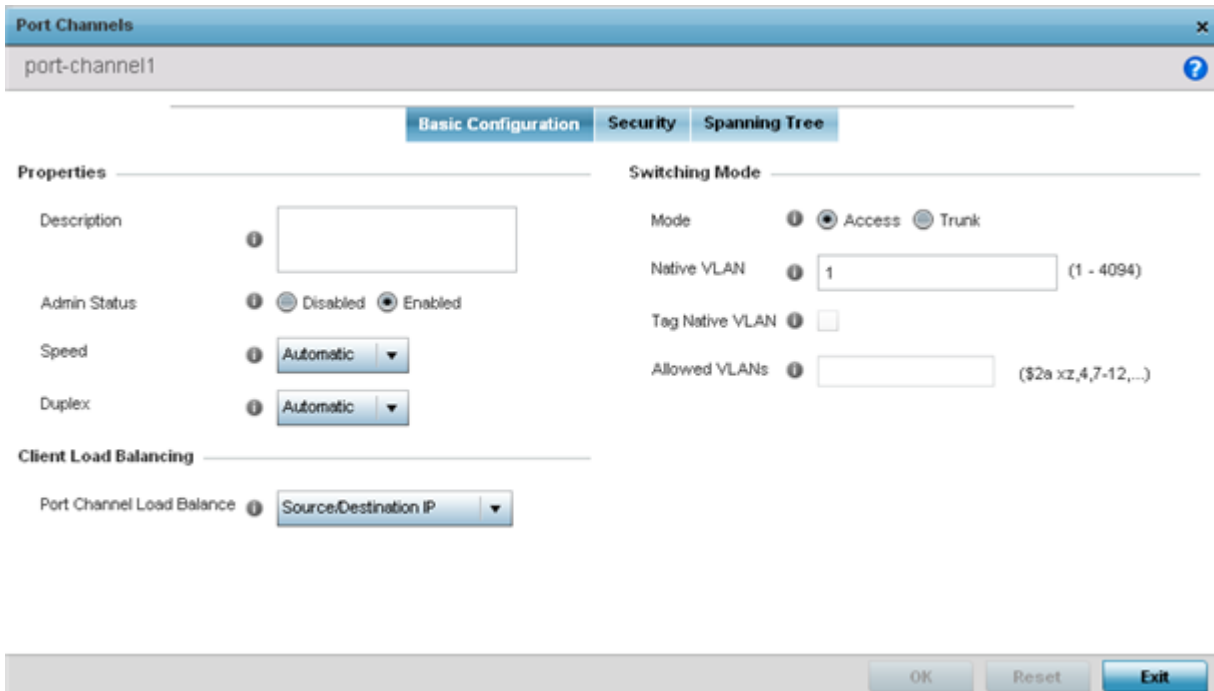 Port Channels
port-channel1
Basic Configuration Security Spanning Tree
Properties
Description
Admin Status Disabled Enabled
Speed Automatic
Duplex Automatic
Client Load Balancing
Port Channel Load Balance Source/Destination IP
Switching Mode
Mode Access Trunk
Native VLAN 1 (1 - 4094)
Tag Native VLAN
Allowed VLANs ($2a xz,4,7-12,...)
OK Reset Exit